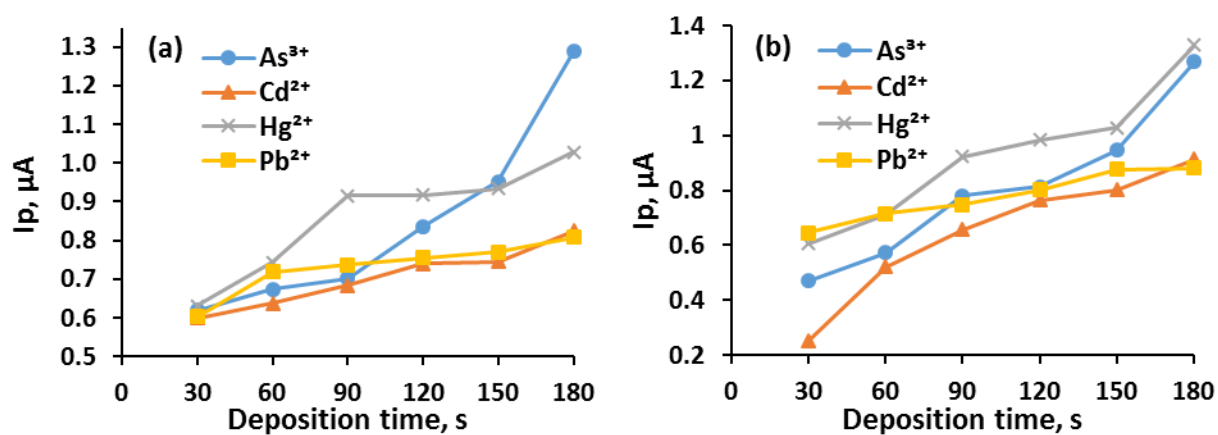 (a)
As³⁺
Cd²⁺
Hg²⁺
Pb²⁺
Ip, µA
1.3
1.2
1.1
1.0
0.9
0.8
0.7
0.6
0.5
0 30 60 90 120 150 180
Deposition time, s
(b)
As³⁺
Cd²⁺
Hg²⁺
Pb²⁺
Ip, µA
1.4
1.2
1
0.8
0.6
0.4
0.2
0 30 60 90 120 150 180
Deposition time, s